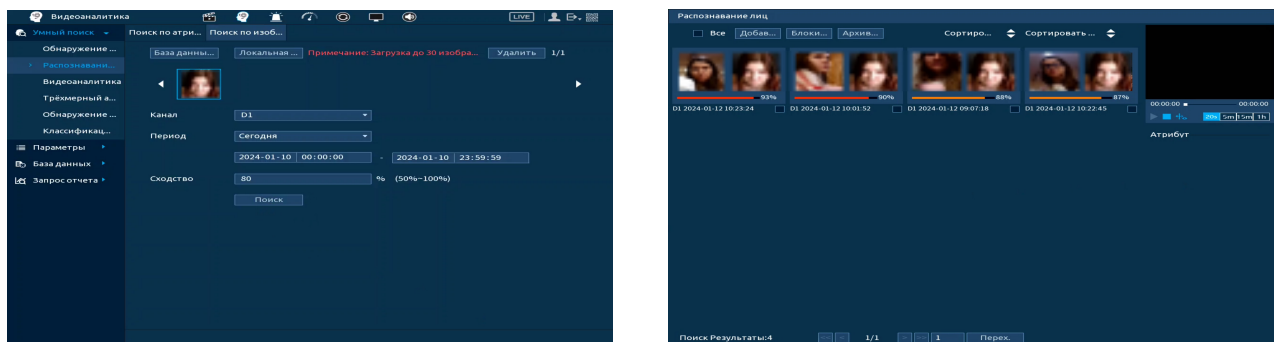 Видеоаналитика
LIVE
Умный поиск
Поиск по атри... Поиск по изоб...
Обнаружение ...
Распознавани...
Видеоаналитика
Трёхмерный а...
Обнаружение ...
Классификац...
Параметры
База данных
Запрос отчета
База данны... Локальная ... Примечание: Загрузка до 30 изобра... Удалить 1/1
Канал D1
Период Сегодня
2024-01-10 00:00:00 - 2024-01-10 23:59:59
Сходство 80 % (50%~100%)
Поиск
Распознавание лиц
Все Добав... Блоки... Архив... Сортиро... Сортировать ...
93% 90% 88% 87%
D1 2024-01-12 10:23:24 D1 2024-01-12 10:01:52 D1 2024-01-12 09:07:18 D1 2024-01-12 10:22:45
00:00:00 00:00:00
20s 5m 15m 1h
Атрибут
Поиск Результаты:4 1/1 1 Перех.